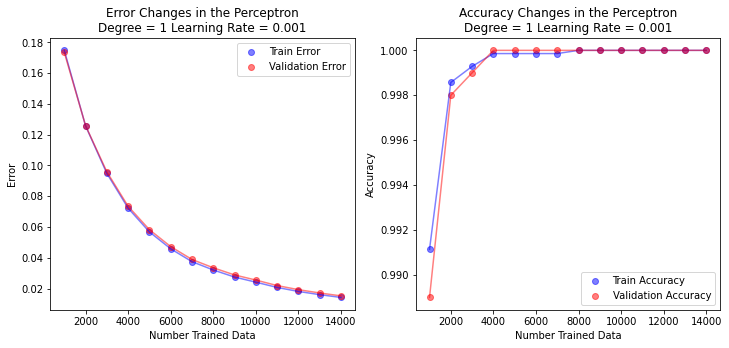 Error Changes in the Perceptron
Degree = 1 Learning Rate = 0.001
0.18
0.16
0.14
0.12
0.10
0.08
0.06
0.04
0.02
Error
Train Error
Validation Error
2000 4000 6000 8000 10000 12000 14000
Number Trained Data
Accuracy Changes in the Perceptron
Degree = 1 Learning Rate = 0.001
1.000
0.998
0.996
0.994
0.992
0.990
Accuracy
Train Accuracy
Validation Accuracy
2000 4000 6000 8000 10000 12000 14000
Number Trained Data